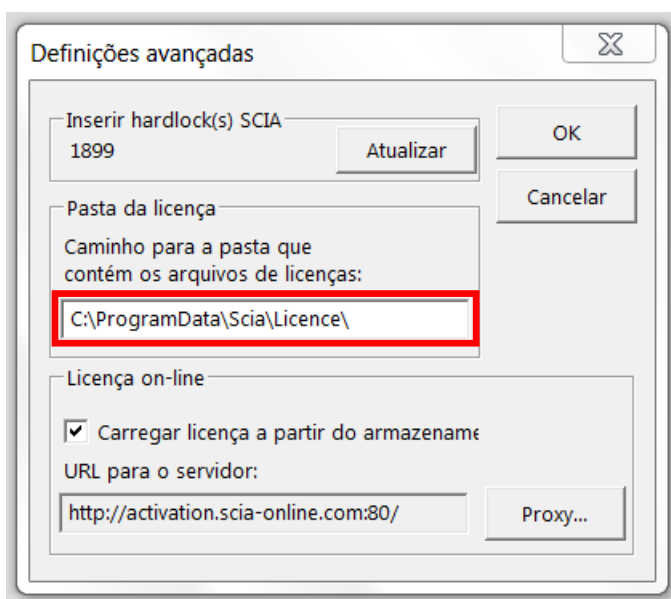 Definições avançadas
Inserir hardlock(s) SCIA
1899
Atualizar
OK
Cancelar
Pasta da licença
Caminho para a pasta que
contém os arquivos de licenças:
C:\ProgramData\Scia\Licence\
Licença on-line
Carregar licença a partir do armazename
URL para o servidor:
http://activation.scia-online.com:80/
Proxy...